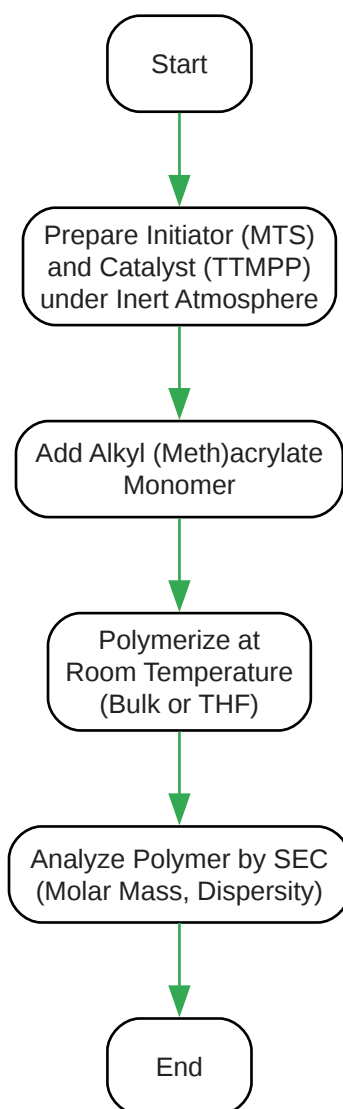 Start
Prepare Initiator (MTS)
and Catalyst (TTMPP)
under Inert Atmosphere
Add Alkyl (Meth)acrylate
Monomer
Polymerize at
Room Temperature
(Bulk or THF)
Analyze Polymer by SEC
(Molar Mass, Dispersity)
End